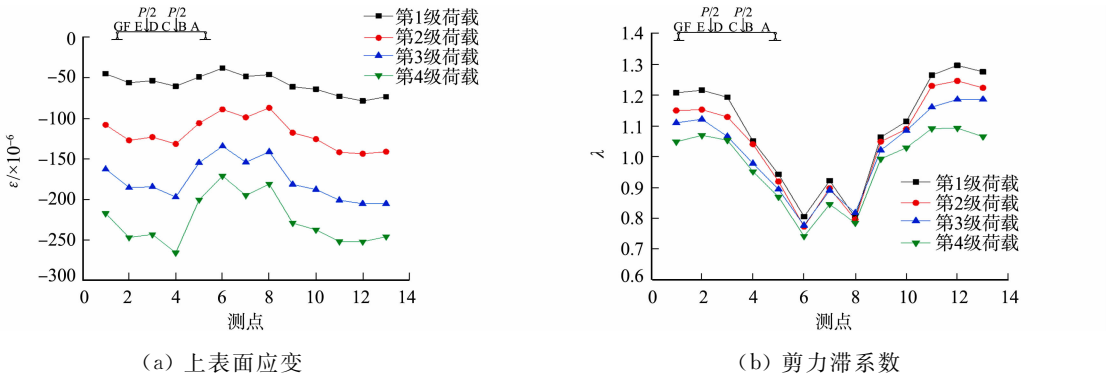 P/2 P/2
GF E D C B A
0
−50
−100
−150
−200
−250
−300
ε/×10⁻⁶
第1级荷载
第2级荷载
第3级荷载
第4级荷载
0 2 4 6 8 10 12 14
测点
(a) 上表面应变
P/2 P/2
GF E D C B A
1.4
1.3
1.2
1.1
1.0
0.9
0.8
0.7
0.6
λ
第1级荷载
第2级荷载
第3级荷载
第4级荷载
0 2 4 6 8 10 12 14
测点
(b) 剪力滞系数